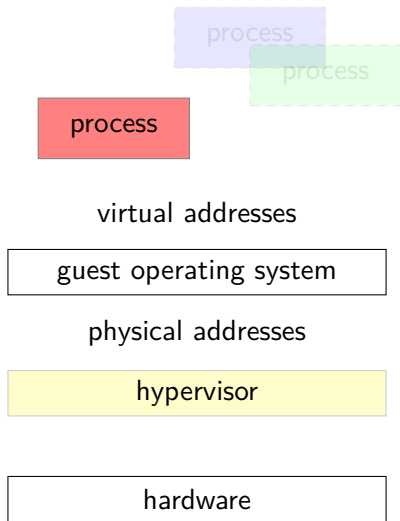 process
process
process
virtual addresses
guest operating system
physical addresses
hypervisor
hardware